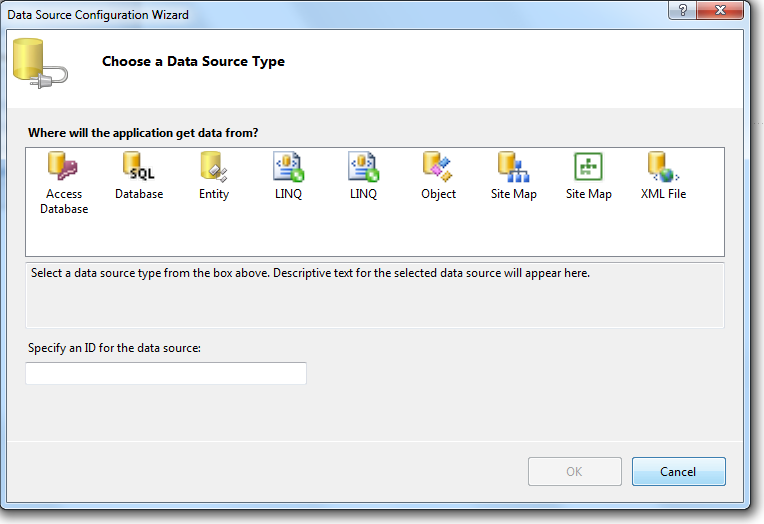 Data Source Configuration Wizard
?
Choose a Data Source Type
Where will the application get data from?
SQL
Access Database
Database
Entity
LINQ
LINQ
Object
Site Map
Site Map
XML File
Select a data source type from the box above. Descriptive text for the selected data source will appear here.
Specify an ID for the data source:
OK
Cancel